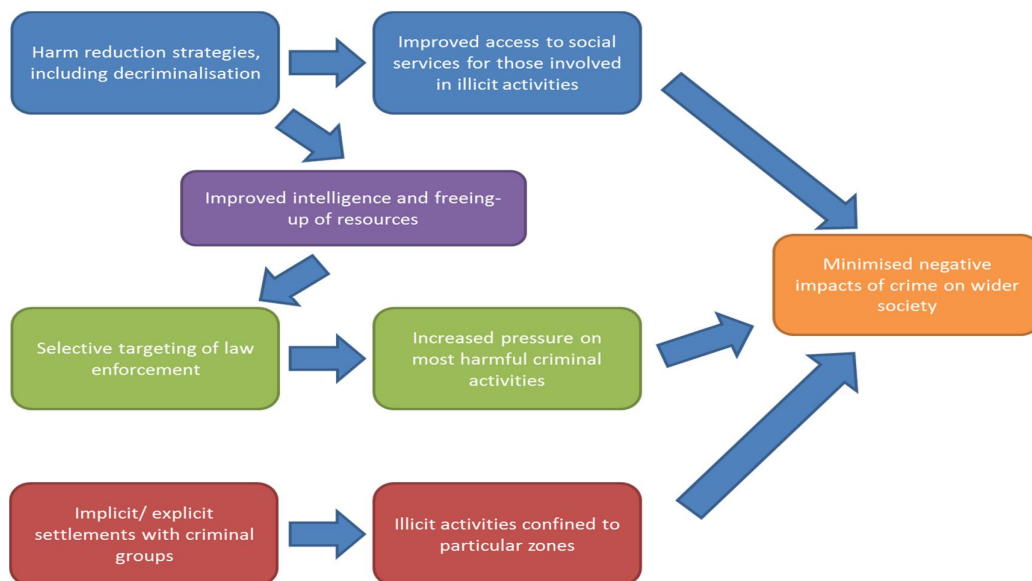 Harm reduction strategies,
including decriminalisation
Improved access to social
services for those involved
in illicit activities
Improved intelligence and freeing-
up of resources
Minimised negative
impacts of crime on wider
society
Selective targeting of law
enforcement
Increased pressure on
most harmful criminal
activities
Implicit/ explicit
settlements with criminal
groups
Illicit activities confined to
particular zones